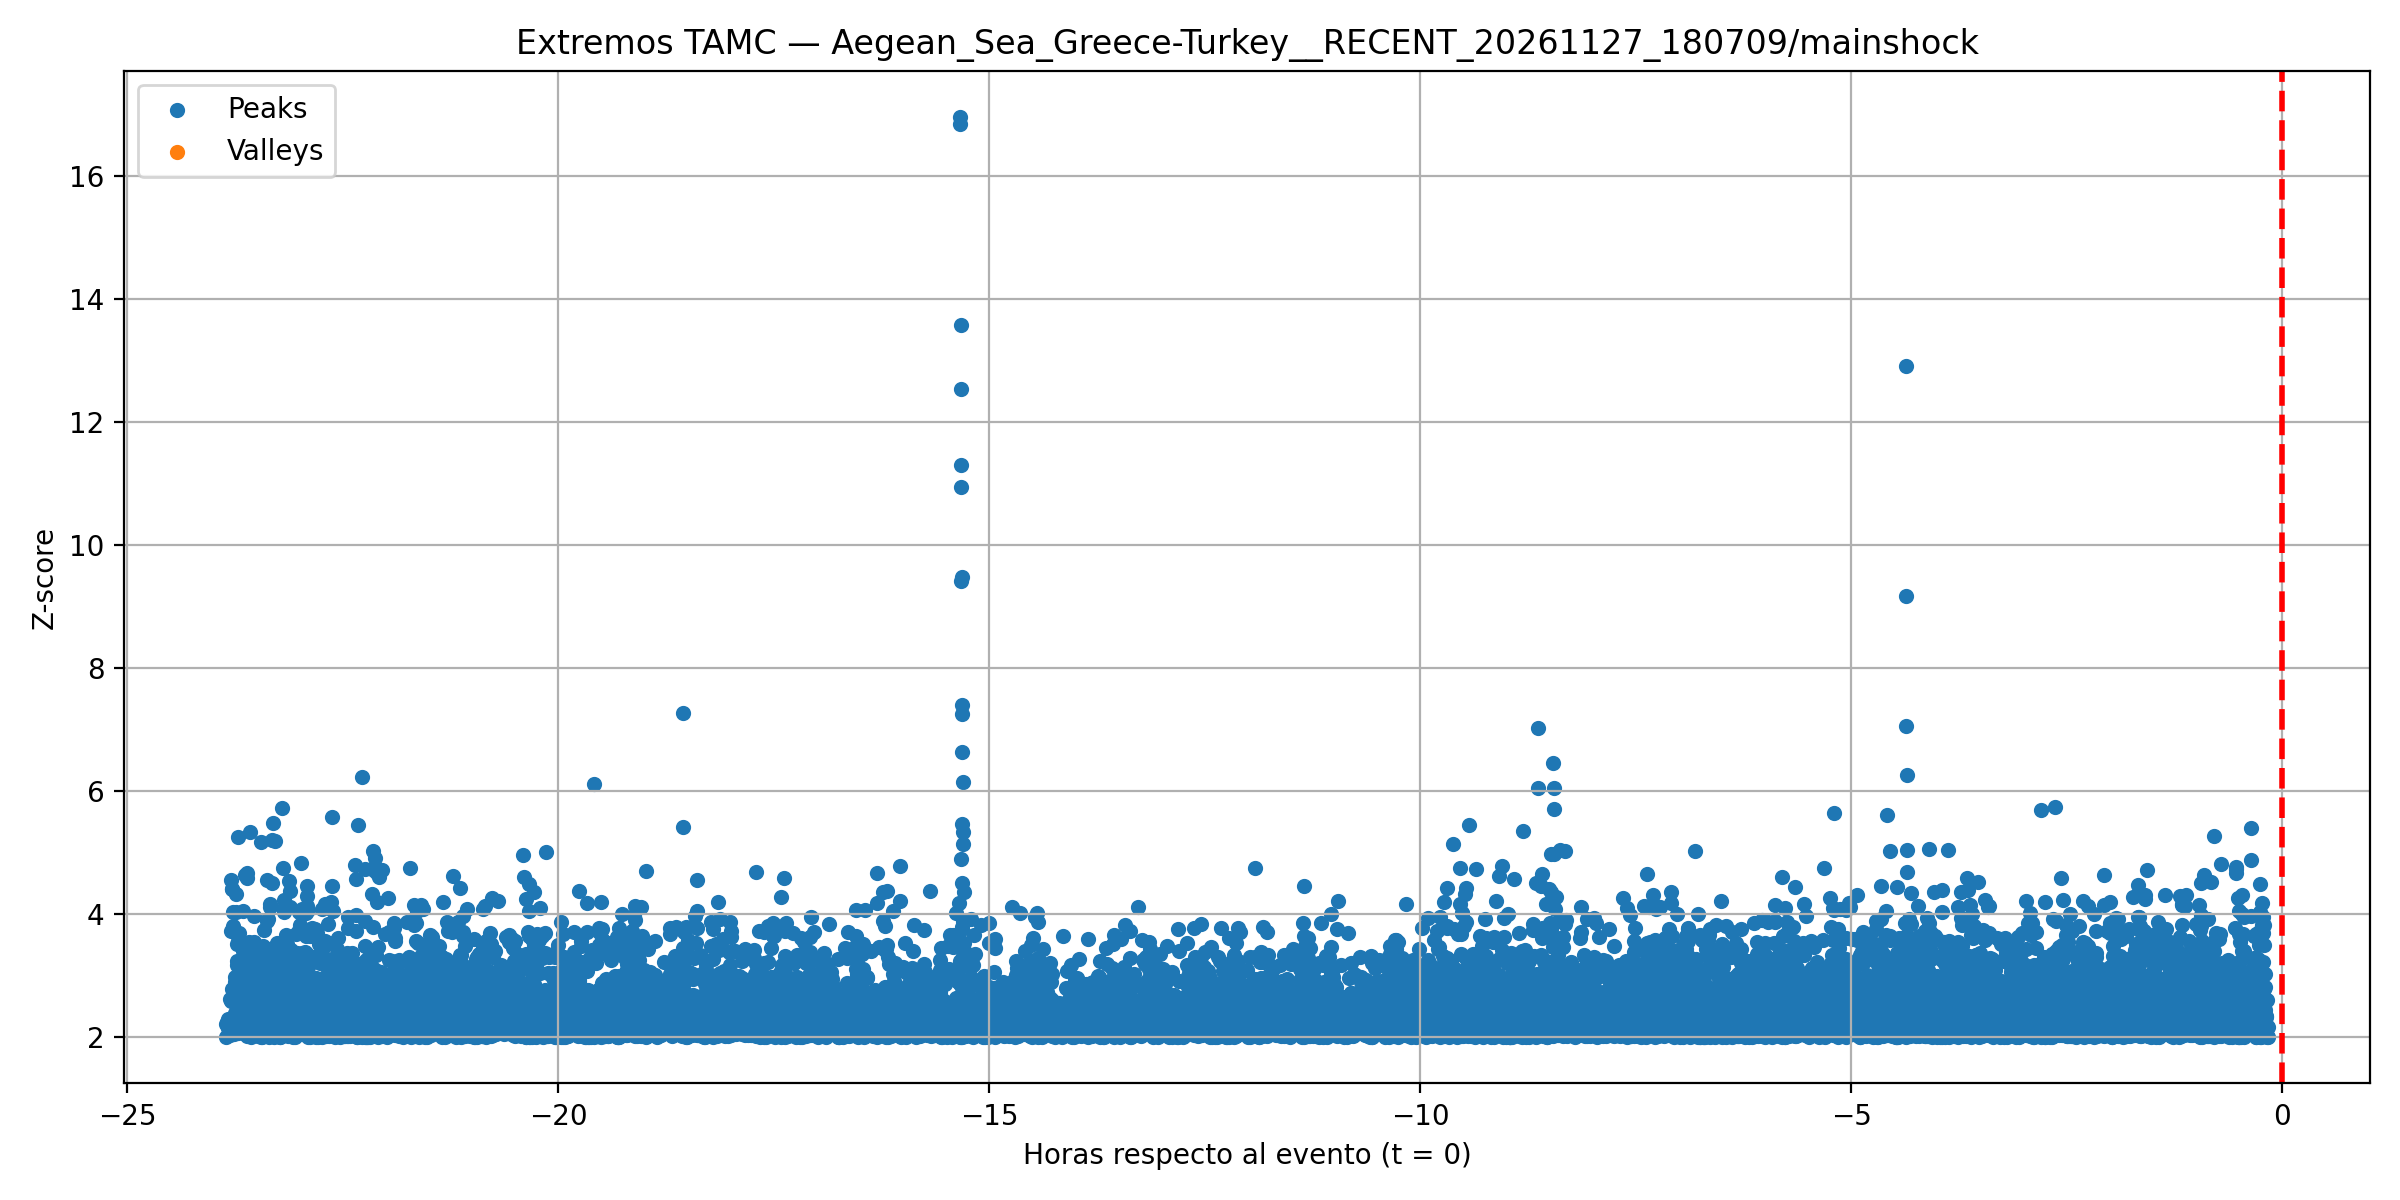 Extremos TAMC — Aegean_Sea_Greece-Turkey__RECENT_20261127_180709/mainshock
Peaks
Valleys
16
14
12
10
8
6
4
2
Z-score
−25 −20 −15 −10 −5 0
Horas respecto al evento (t = 0)